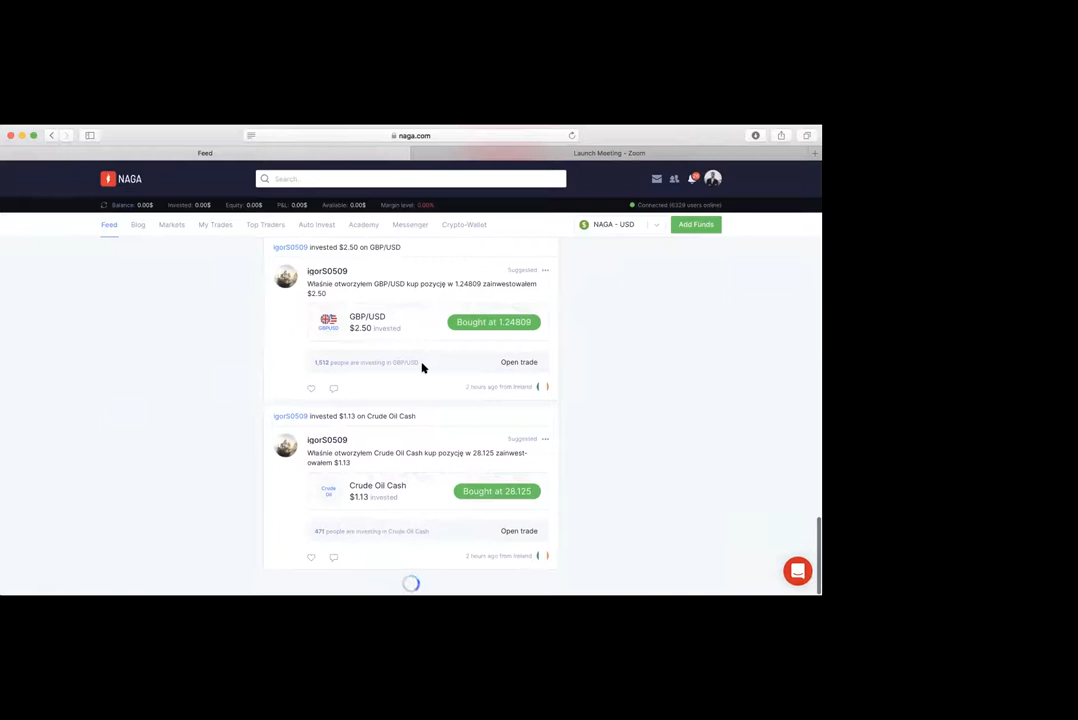 naga.com
Feed
Launch Meeting - Zoom
NAGA
Search...
Balance: 0.00$ Invested: 0.00$ Equity: 0.00$ P&L: 0.00$ Available: 0.00$ Margin level: 0.00% Connected (6329 users online)
Feed Blog Markets My Trades Top Traders Auto Invest Academy Messenger Crypto-Wallet NAGA - USD Add Funds
igorS0509 invested $2.50 on GBP/USD
igorS0509 Suggested
Właśnie otworzyłem GBP/USD kup pozycję w 1.24809 zainwestowałem
$2.50
GBP/USD
GBPUSD
$2.50 invested
Bought at 1.24809
1,512 people are investing in GBP/USD Open trade
2 hours ago from Ireland
igorS0509 invested $1.13 on Crude Oil Cash
igorS0509 Suggested
Właśnie otworzyłem Crude Oil Cash kup pozycję w 28.125 zainwest-
owałem $1.13
Crude
Oil
Crude Oil Cash
$1.13 invested
Bought at 28.125
471 people are investing in Crude Oil Cash Open trade
2 hours ago from Ireland